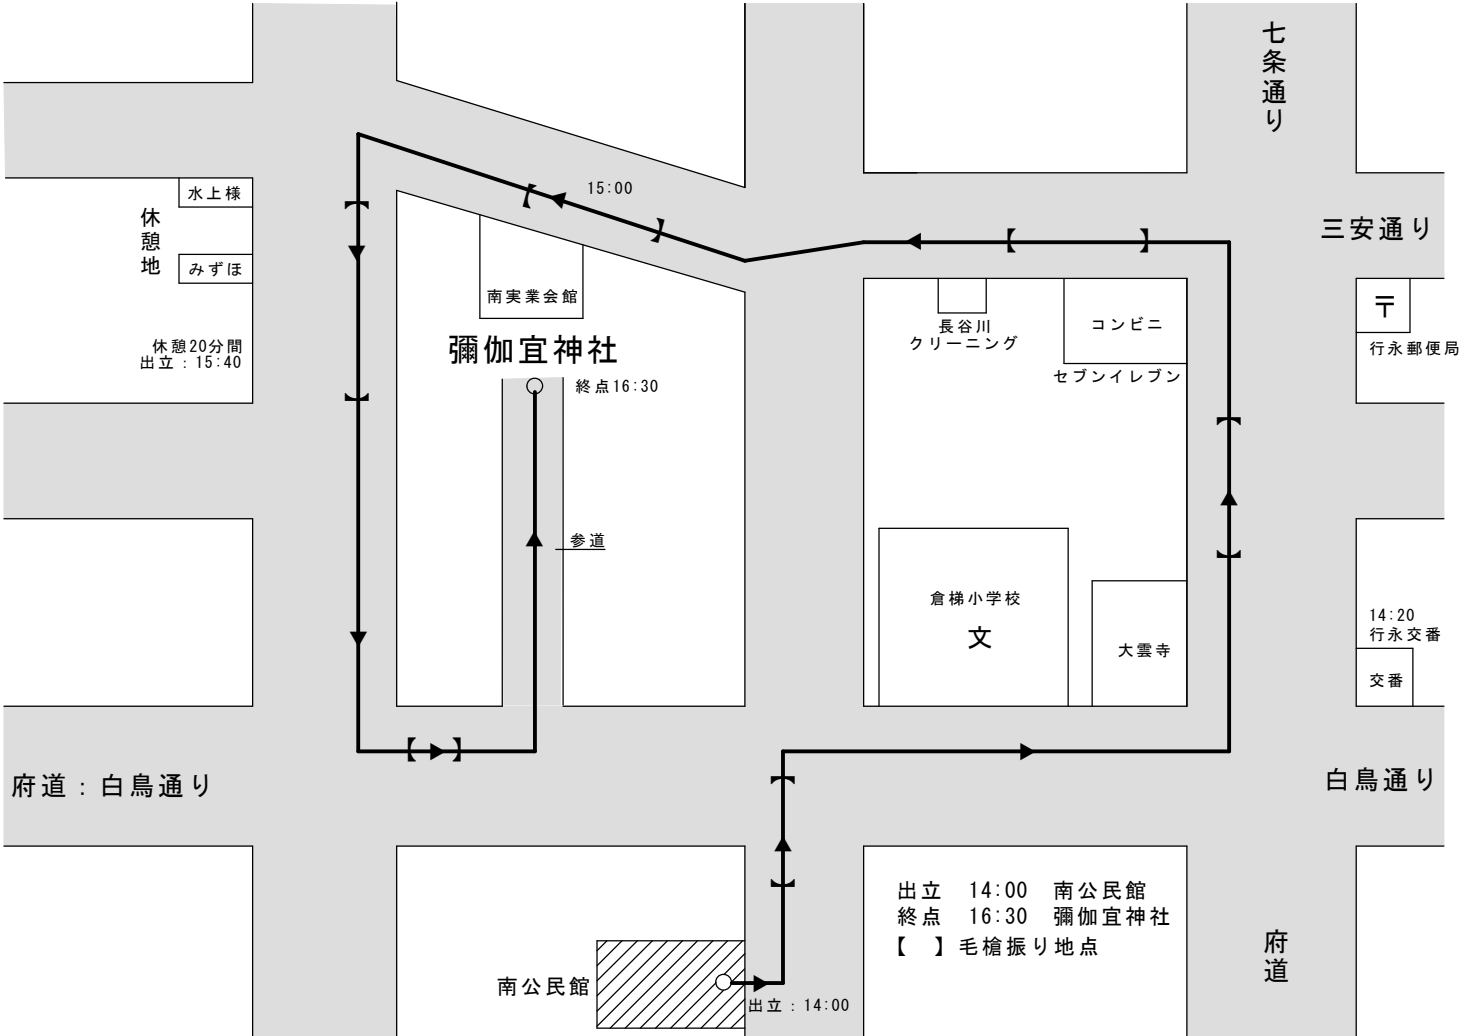 七条通り
水上様
休憩地
みずほ
休憩20分間
出立：15:40
15:00
三安通り
南実業会館
彌伽宜神社
終点16:30
長谷川
クリーニング
コンビニ
セブンイレブン
〒
行永郵便局
参道
倉梯小学校
文
大雲寺
14:20
行永交番
交番
府道：白鳥通り
白鳥通り
出立　14:00　南公民館
終点　16:30　彌伽宜神社
【　】毛槍振り地点
府道
南公民館
出立：14:00